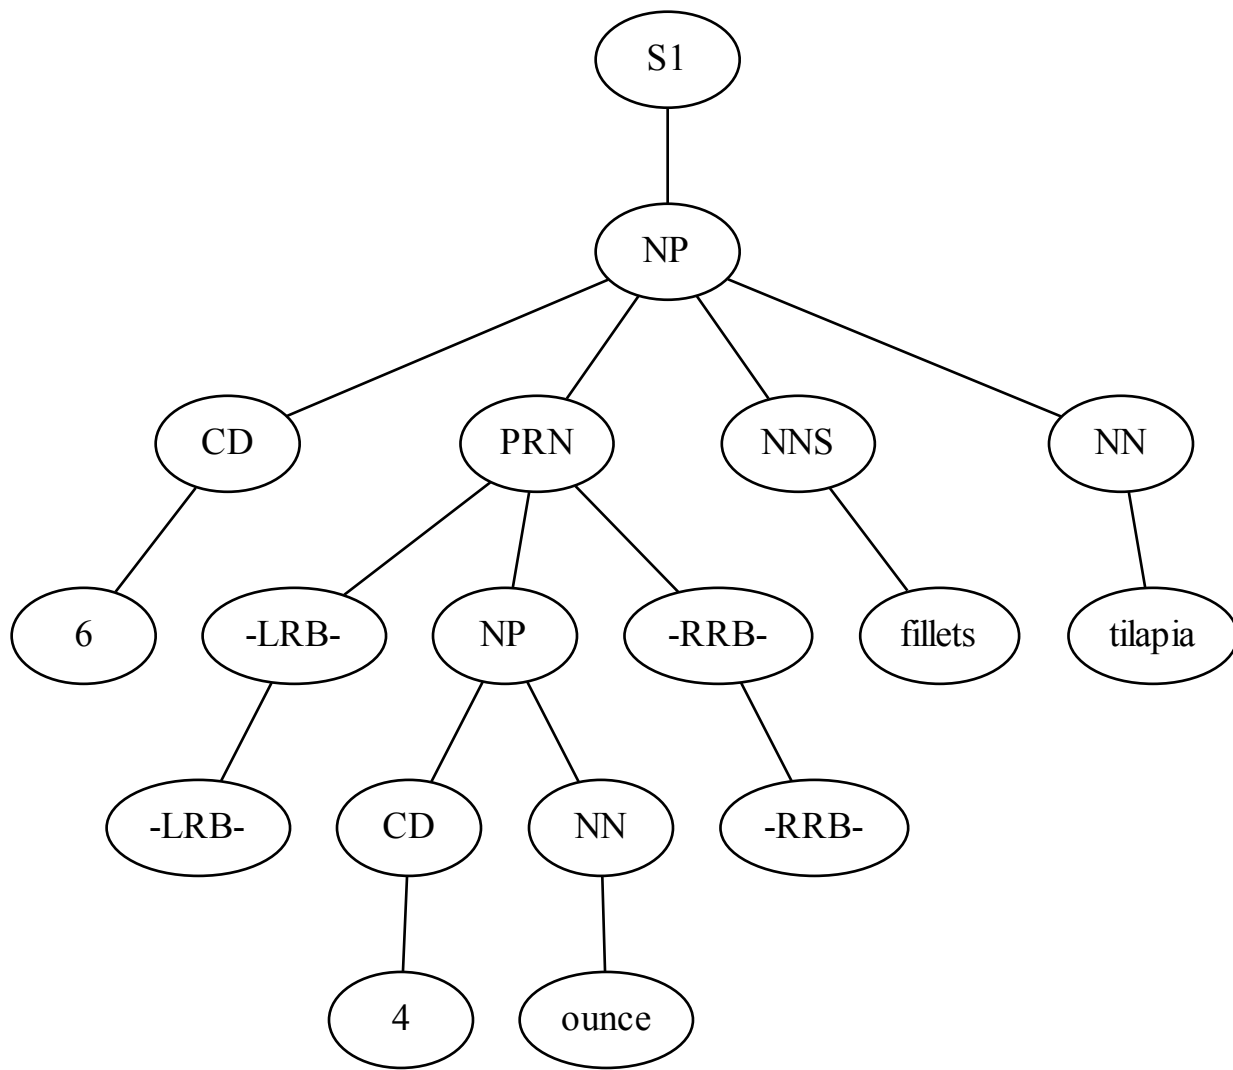 S1
NP
CD PRN NNS NN
6 -LRB- NP -RRB- fillets tilapia
-LRB- CD NN -RRB-
4 ounce